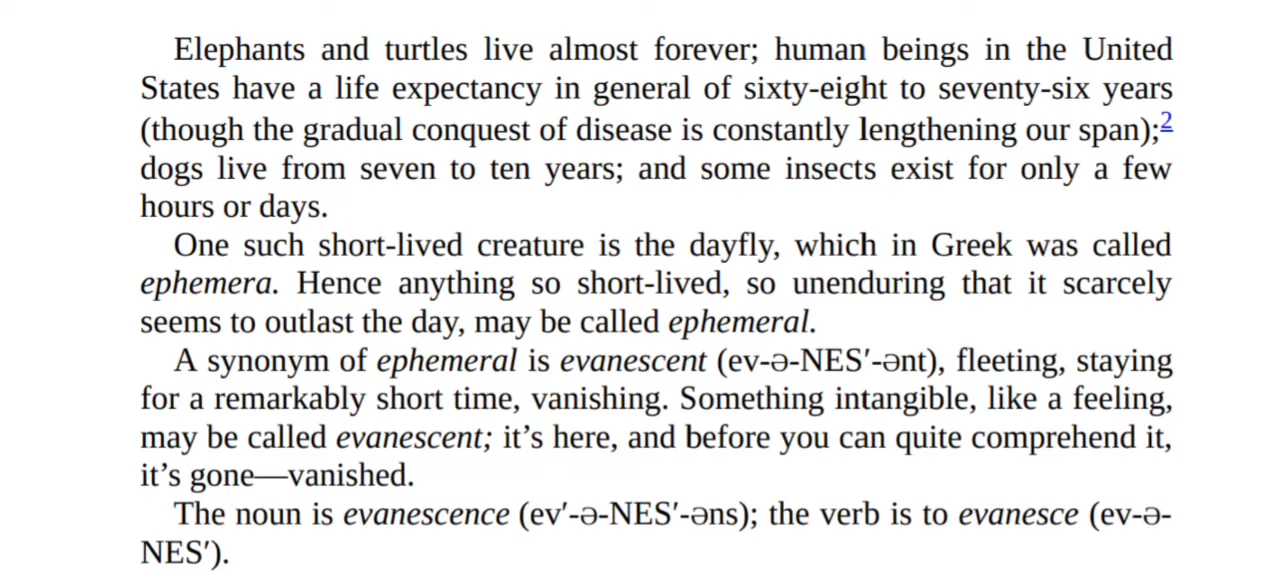 Elephants and turtles live almost forever; human beings in the United
States have a life expectancy in general of sixty-eight to seventy-six years
(though the gradual conquest of disease is constantly lengthening our span);2
dogs live from seven to ten years; and some insects exist for only a few
hours or days.
One such short-lived creature is the dayfly, which in Greek was called
ephemera. Hence anything so short-lived, so unenduring that it scarcely
seems to outlast the day, may be called ephemeral.
A synonym of ephemeral is evanescent (ev-ə-NES′-ənt), fleeting, staying
for a remarkably short time, vanishing. Something intangible, like a feeling,
may be called evanescent; it’s here, and before you can quite comprehend it,
it’s gone—vanished.
The noun is evanescence (ev′-ə-NES′-əns); the verb is to evanesce (ev-ə-
NES′).